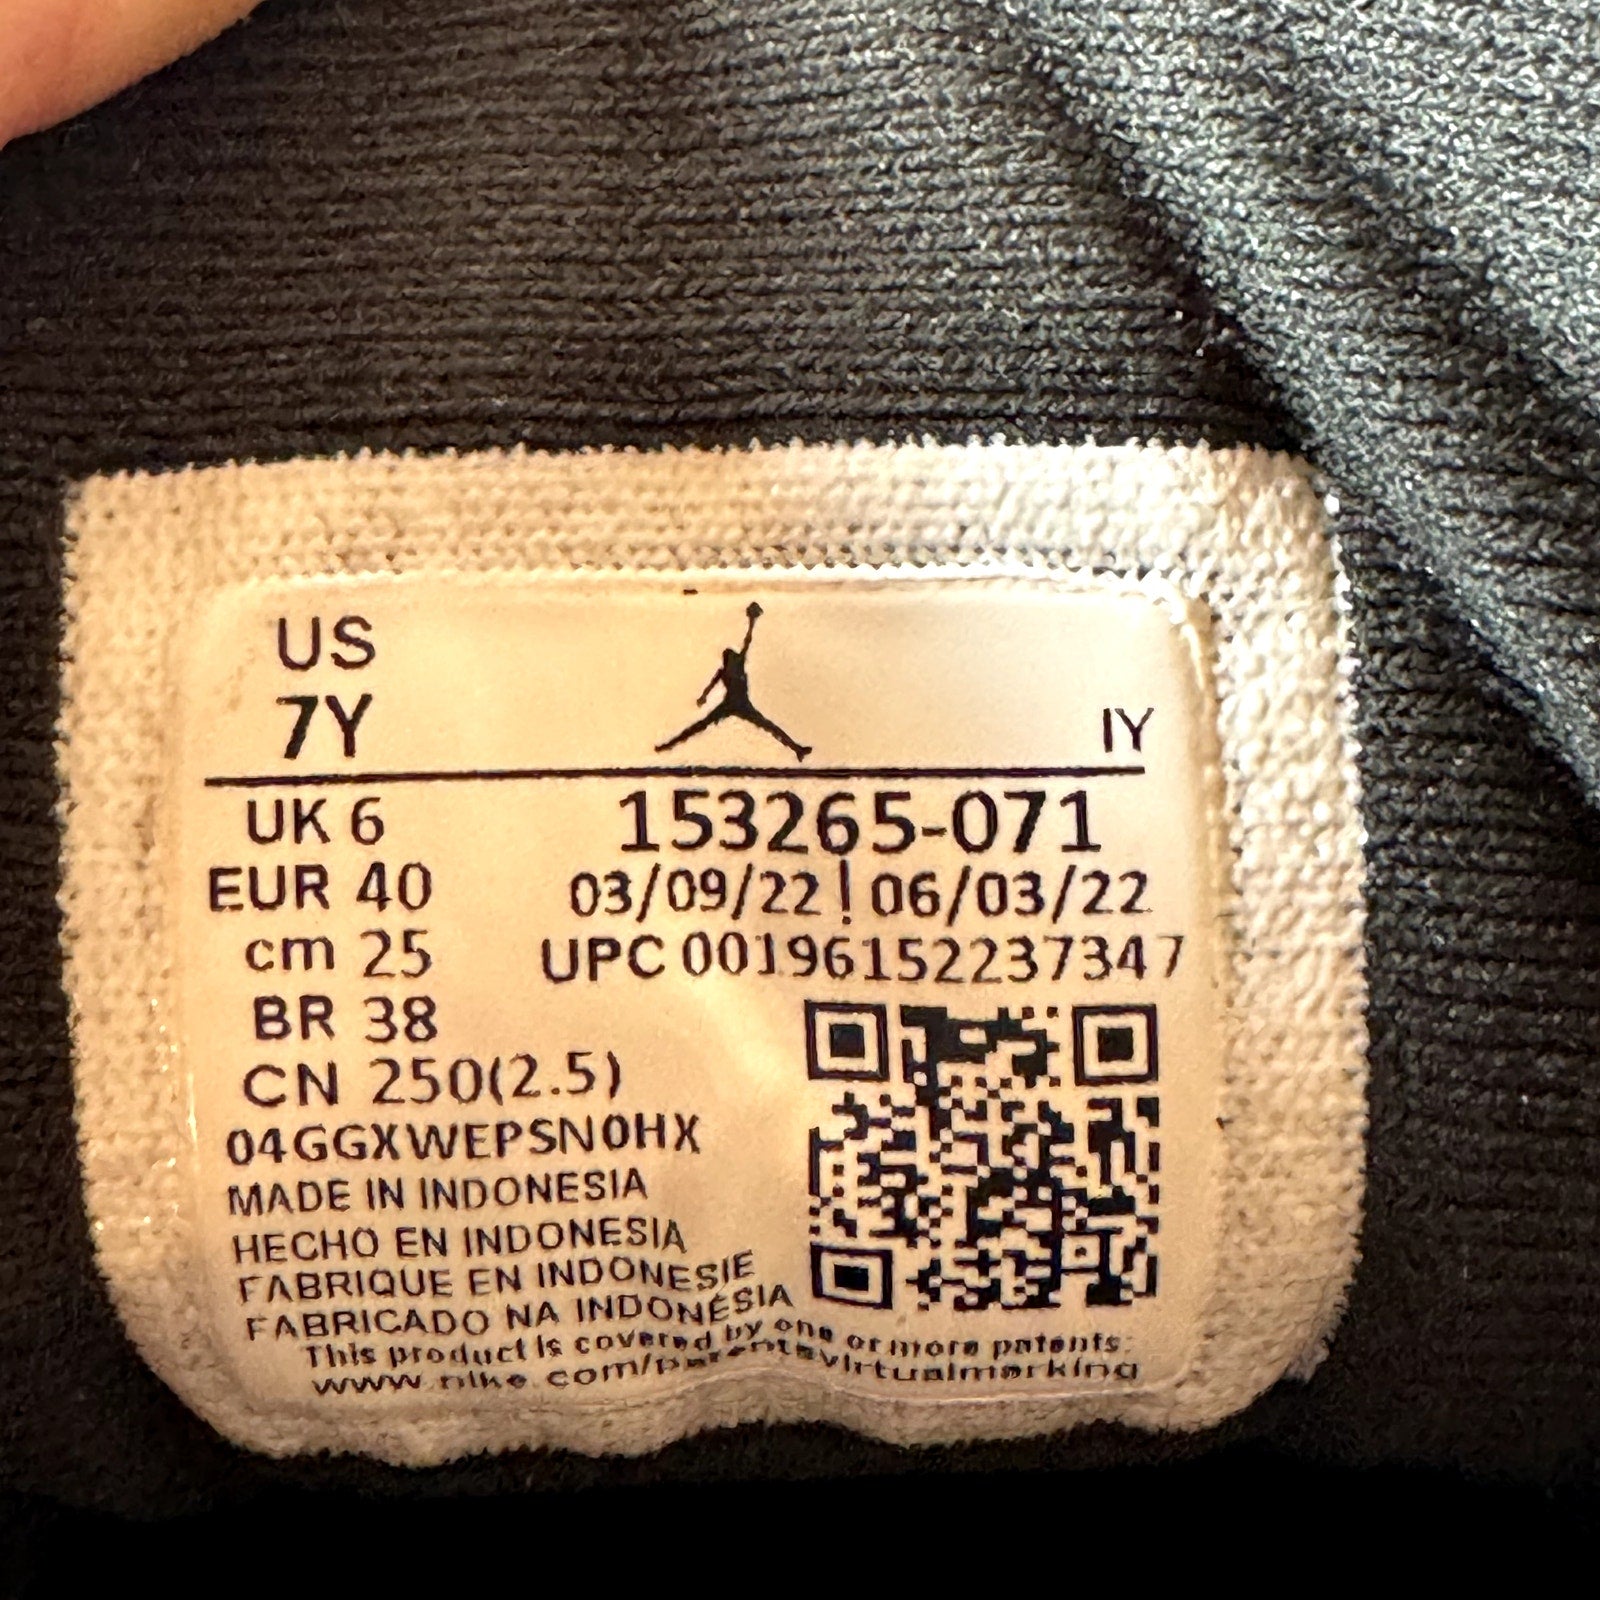 US
7Y
IY
UK 6
153265-071
EUR 40
03/09/22 ! 06/03/22
cm 25
UPC 00196152237347
BR 38
CN 250(2.5)
04GGXWEPSN0HX
MADE IN INDONESIA
HECHO EN INDONESIA
FABRIQUE EN INDONESIE
FABRICADO NA INDONÉSIA
This product is covered by one or more patents.
www.nike.com/patentsvirtualmarking